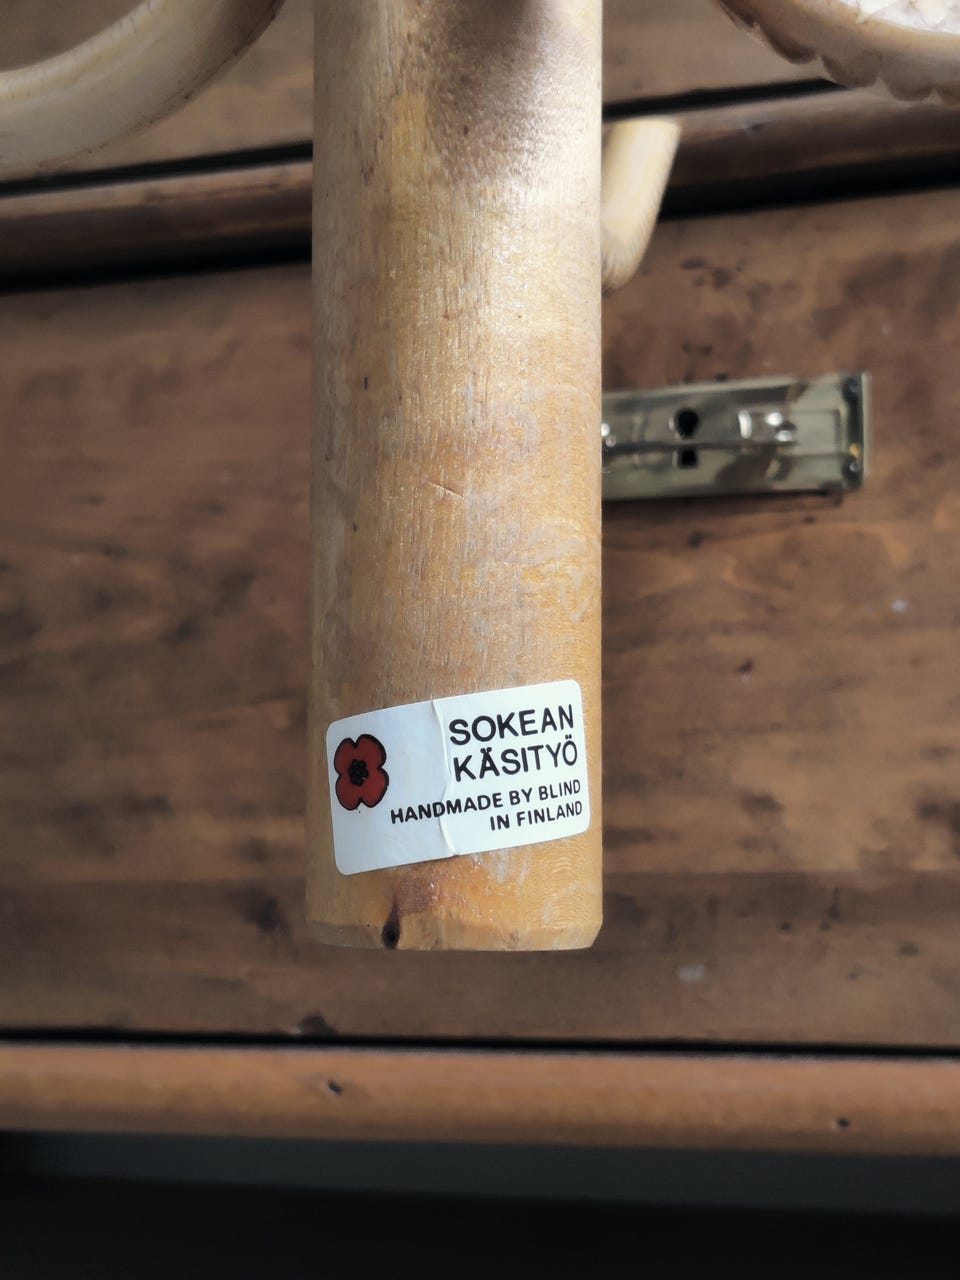 SOKEAN
KÄSITYÖ
HANDMADE BY BLIND
IN FINLAND